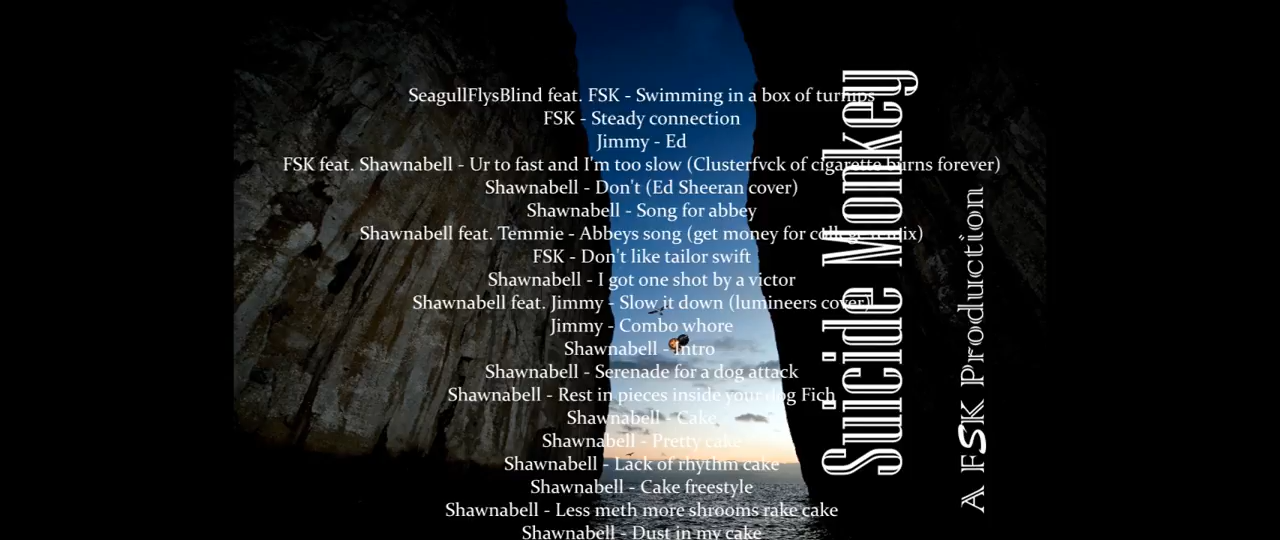 SeagullFlysBlind feat. FSK - Swimming in a box of turnips
FSK - Steady connection
Jimmy - Ed
FSK feat. Shawnabell - Ur to fast and I'm too slow (Clusterfvck of cigarette burns forever)
Shawnabell - Don't (Ed Sheeran cover)
Shawnabell - Song for abbey
Shawnabell feat. Temmie - Abbeys song (get money for college remix)
FSK - Don't like tailor swift
Shawnabell - I got one shot by a victor
Shawnabell feat. Jimmy - Slow it down (lumineers cover)
Jimmy - Combo whore
Shawnabell - Intro
Shawnabell - Serenade for a dog attack
Shawnabell - Rest in pieces inside your dog Fich
Shawnabell - Cake
Shawnabell - Pretty cake
Shawnabell - Lack of rhythm cake
Shawnabell - Cake freestyle
Shawnabell - Less meth more shrooms rake cake
Shawnabell - Dust in my cake
Suicide Monkey
A FSK Production